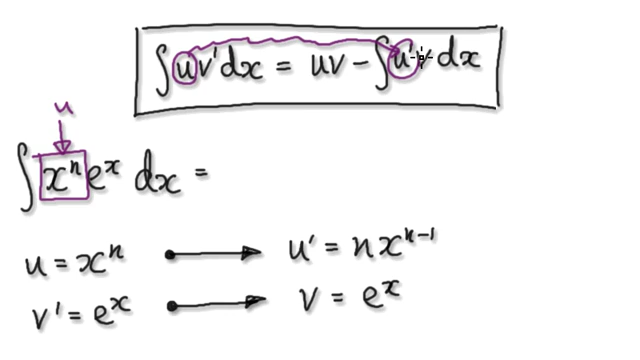 ∫uv'dx = uv - ∫u'v dx
u
∫xⁿeˣ dx =
u = xⁿ → u' = nxⁿ⁻¹
v' = eˣ → v = eˣ